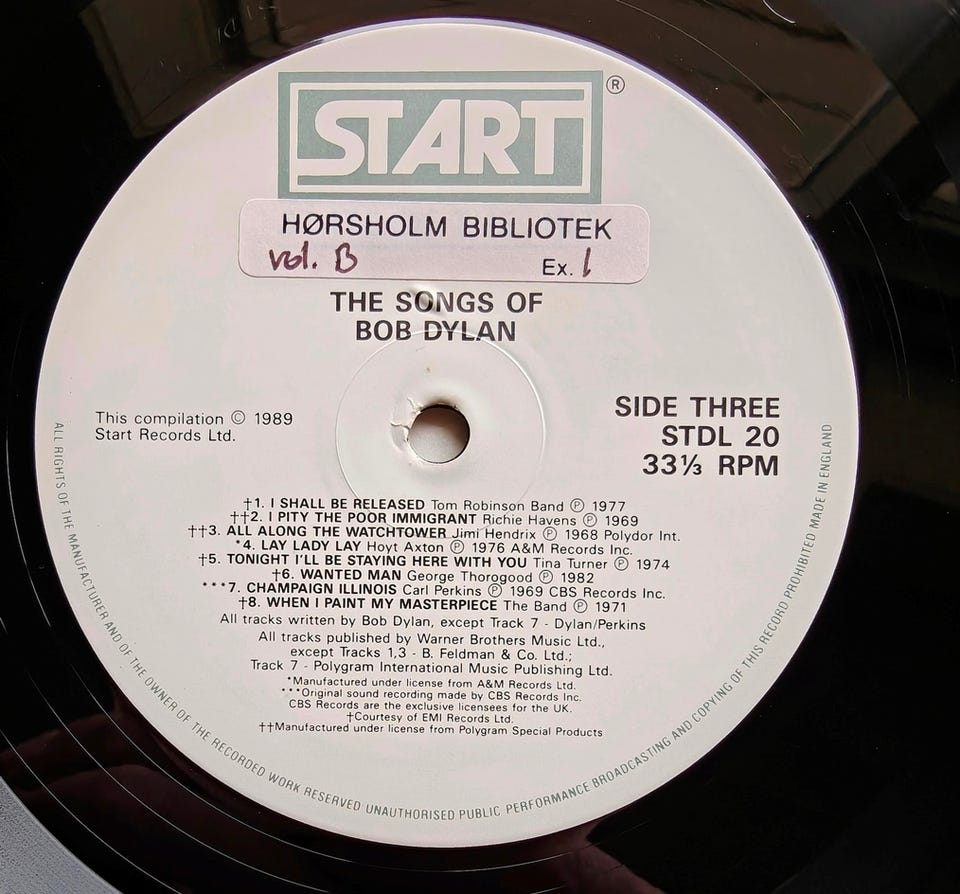 START ®
HØRSHOLM BIBLIOTEK
vol. B Ex. 1
THE SONGS OF
BOB DYLAN
This compilation © 1989
Start Records Ltd.
SIDE THREE
STDL 20
33⅓ RPM
†1. I SHALL BE RELEASED Tom Robinson Band ℗ 1977
††2. I PITY THE POOR IMMIGRANT Richie Havens ℗ 1969
††3. ALL ALONG THE WATCHTOWER Jimi Hendrix ℗ 1968 Polydor Int.
*4. LAY LADY LAY Hoyt Axton ℗ 1976 A&M Records Inc.
†5. TONIGHT I'LL BE STAYING HERE WITH YOU Tina Turner ℗ 1974
†6. WANTED MAN George Thorogood ℗ 1982
***7. CHAMPAIGN ILLINOIS Carl Perkins ℗ 1969 CBS Records Inc.
†8. WHEN I PAINT MY MASTERPIECE The Band ℗ 1971
All tracks written by Bob Dylan, except Track 7 - Dylan/Perkins
All tracks published by Warner Brothers Music Ltd.,
except Tracks 1,3 - B. Feldman & Co. Ltd.;
Track 7 - Polygram International Music Publishing Ltd.
*Manufactured under license from A&M Records Ltd.
***Original sound recording made by CBS Records Inc.
CBS Records are the exclusive licensees for the UK.
†Courtesy of EMI Records Ltd.
††Manufactured under license from Polygram Special Products
ALL RIGHTS OF THE MANUFACTURER AND OF THE OWNER OF THE RECORDED WORK RESERVED UNAUTHORISED PUBLIC PERFORMANCE BROADCASTING AND COPYING OF THIS RECORD PROHIBITED MADE IN ENGLAND